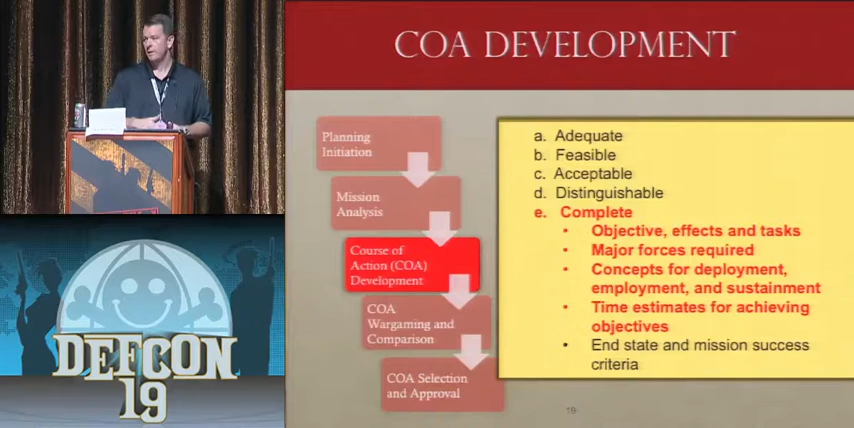 COA DEVELOPMENT
Planning
Initiation
Mission
Analysis
Course of
Action (COA)
Development
COA
Wargaming and
Comparison
COA Selection
and Approval
a. Adequate
b. Feasible
c. Acceptable
d. Distinguishable
e. Complete
• Objective, effects and tasks
• Major forces required
• Concepts for deployment,
employment, and sustainment
• Time estimates for achieving
objectives
• End state and mission success
criteria
19
DEFCON
19